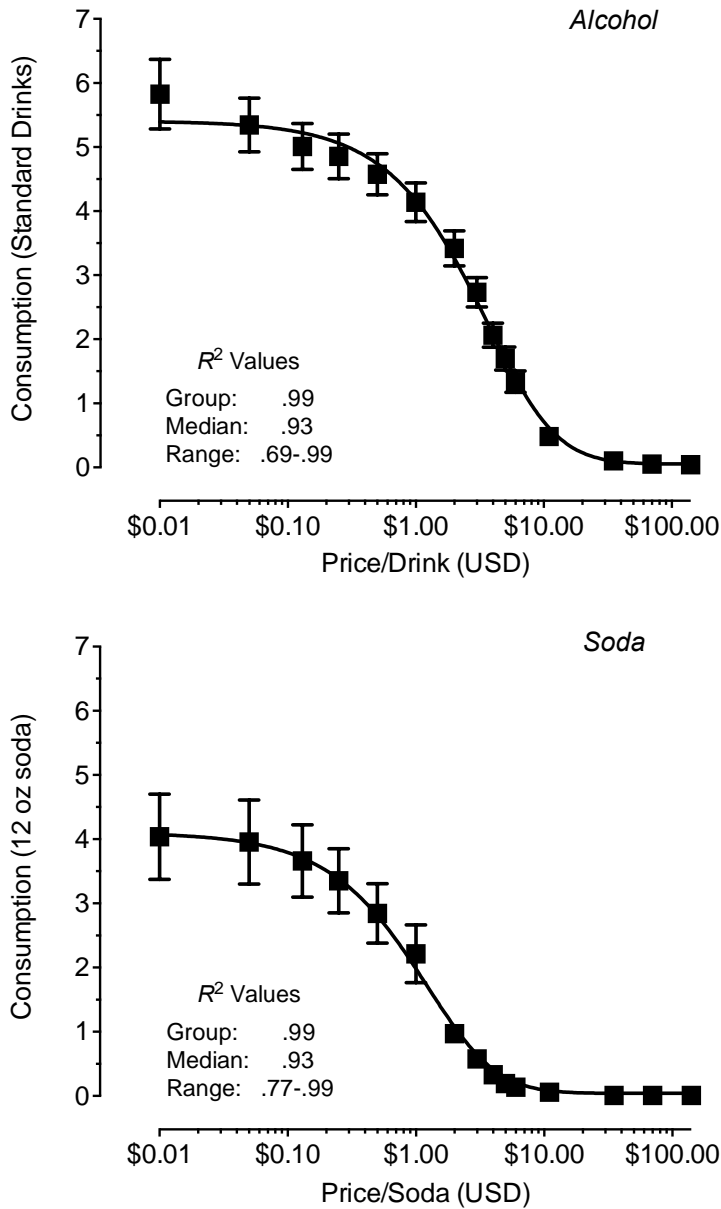 Alcohol
7
6
5
4
3
2
1
0
Consumption (Standard Drinks)
R² Values
Group: .99
Median: .93
Range: .69-.99
$0.01 $0.10 $1.00 $10.00 $100.00
Price/Drink (USD)
Soda
7
6
5
4
3
2
1
0
Consumption (12 oz soda)
R² Values
Group: .99
Median: .93
Range: .77-.99
$0.01 $0.10 $1.00 $10.00 $100.00
Price/Soda (USD)